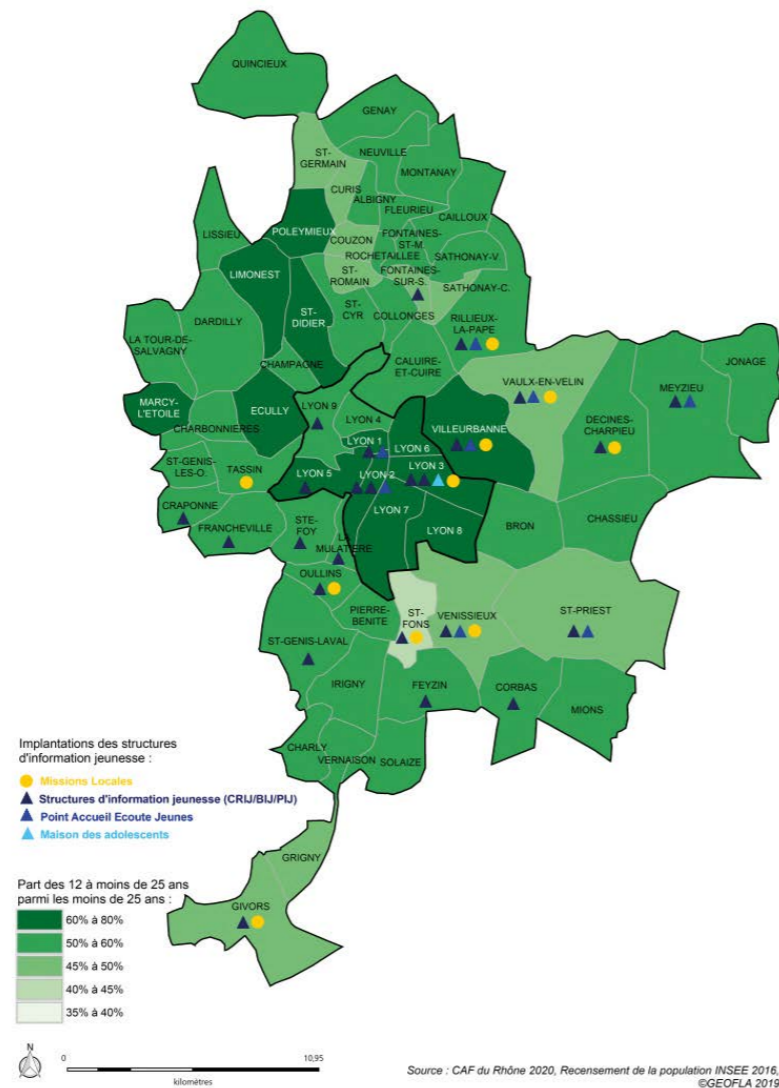 QUINCIEUX
GENAY
ST-
GERMAIN
NEUVILLE
MONTANAY
CURIS
ALBIGNY
FLEURIEU
CAILLOUX
LISSIEU
POLEYMIEUX
COUZON
FONTAINES-
ST-M.
ROCHETAILLEE
SATHONAY-V.
LIMONEST
ST-
ROMAIN
FONTAINES-
SUR-S.
SATHONAY-C.
DARDILLY
ST-
DIDIER
ST-
CYR
COLLONGES
RILLIEUX-
LA-PAPE
LA TOUR-DE-
SALVAGNY
CHAMPAGNE
CALUIRE-
ET-CUIRE
JONAGE
VAULX-EN-VELIN
MEYZIEU
MARCY-
L'ETOILE
ECULLY
LYON 9
LYON 4
DECINES-
CHARPIEU
CHARBONNIERES
LYON 1
LYON 6
VILLEURBANNE
ST-GENIS-
LES-O.
TASSIN
LYON 5
LYON 2
LYON 3
CRAPONNE
FRANCHEVILLE
STE-
FOY
LA
MULATIERE
LYON 7
LYON 8
BRON
CHASSIEU
OULLINS
PIERRE-
BENITE
ST-
FONS
VENISSIEUX
ST-PRIEST
ST-GENIS-LAVAL
IRIGNY
FEYZIN
CORBAS
MIONS
CHARLY
VERNAISON
SOLAIZE
GRIGNY
GIVORS
Implantations des structures
d'information jeunesse :
Missions Locales
Structures d'information jeunesse (CRIJ/BIJ/PIJ)
Point Accueil Ecoute Jeunes
Maison des adolescents
Part des 12 à moins de 25 ans
parmi les moins de 25 ans :
60% à 80%
50% à 60%
45% à 50%
40% à 45%
35% à 40%
N
0 10,95
kilomètres
Source : CAF du Rhône 2020, Recensement de la population INSEE 2016,
©GEOFLA 2019